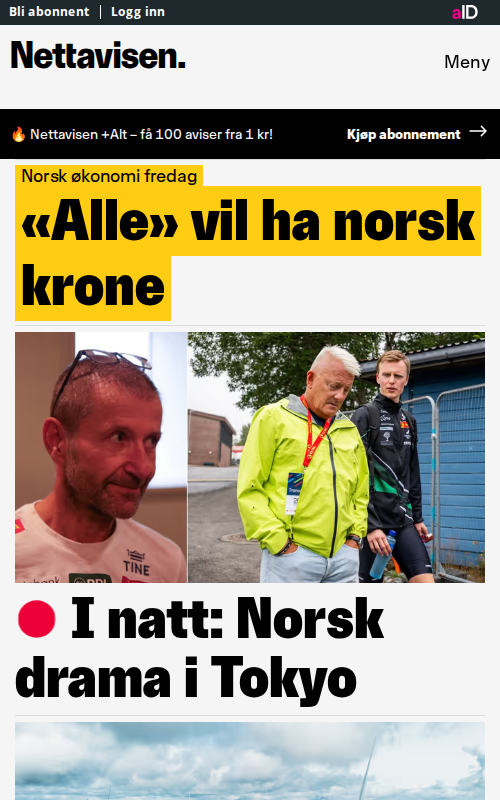 Bli abonnent
Logg inn
aID
Nettavisen.
Meny
🔥 Nettavisen +Alt – få 100 aviser fra 1 kr!
Kjøp abonnement →
Norsk økonomi fredag
«Alle» vil ha norsk
krone
TINE
I natt: Norsk
drama i Tokyo